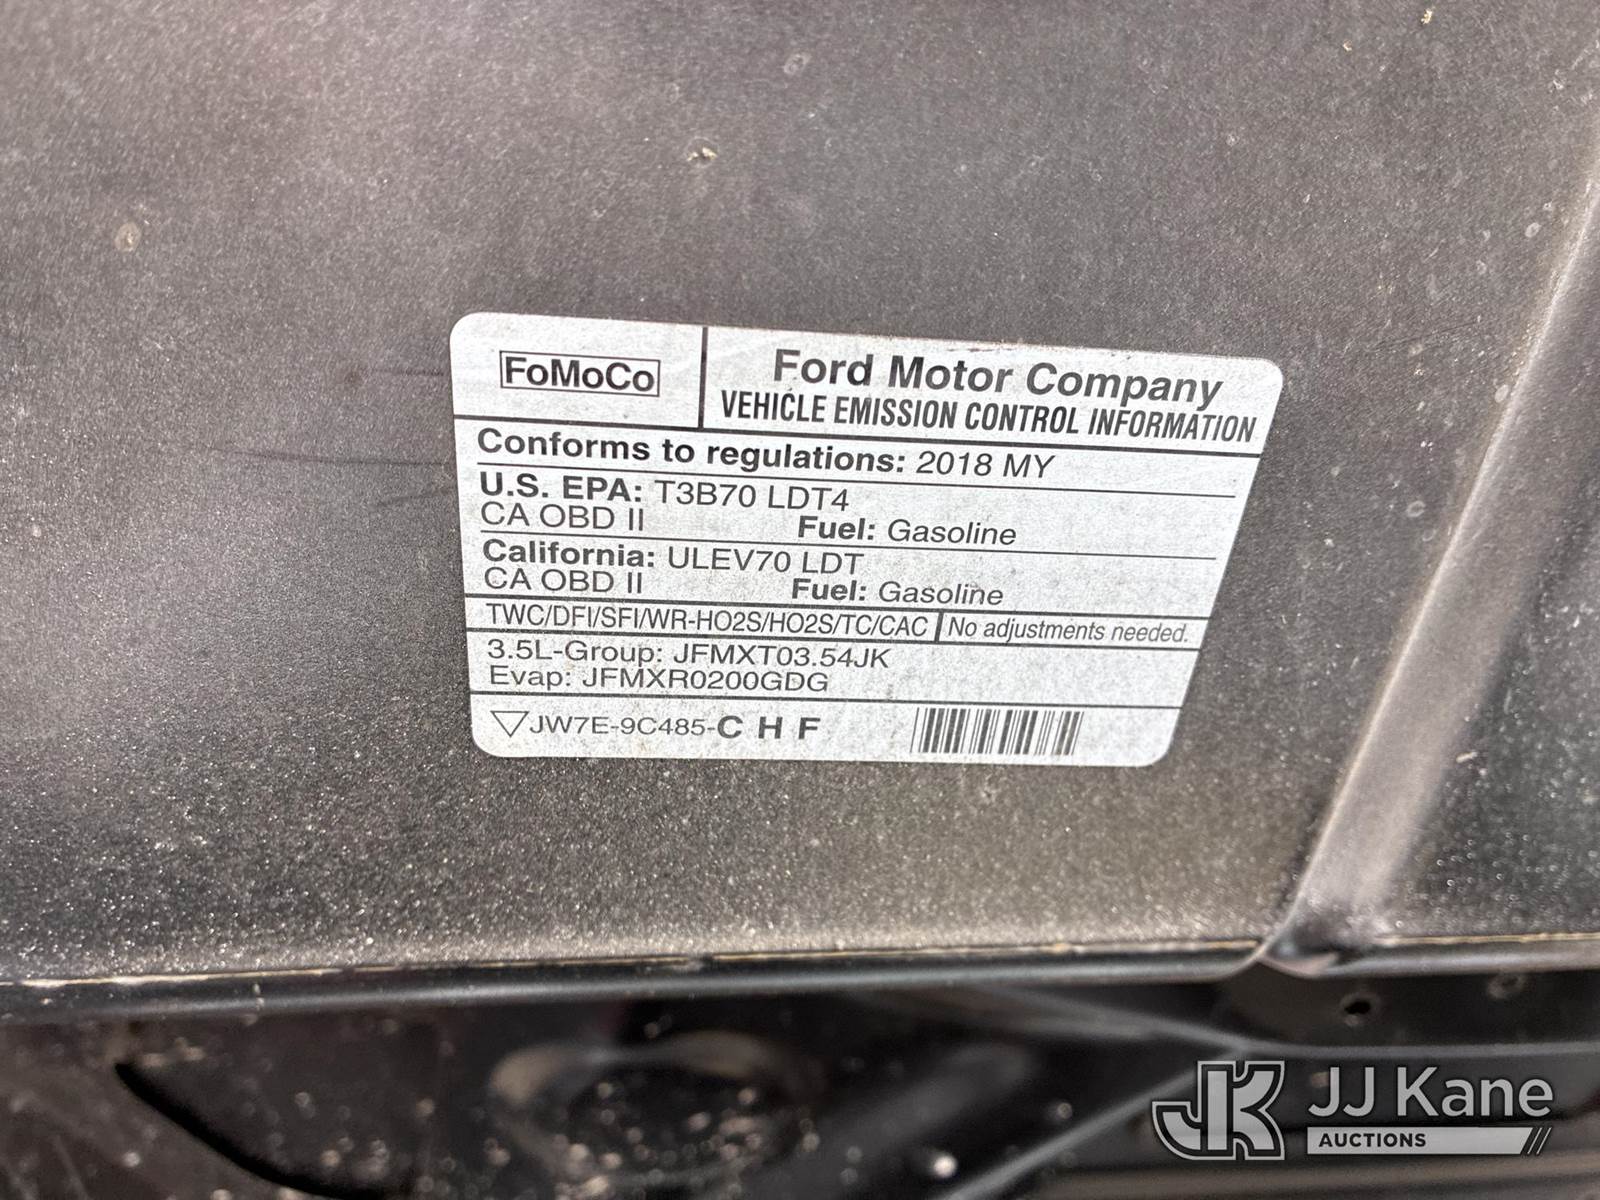 FoMoCo
Ford Motor Company
VEHICLE EMISSION CONTROL INFORMATION
Conforms to regulations: 2018 MY
U.S. EPA: T3B70 LDT4
CA OBD II Fuel: Gasoline
California: ULEV70 LDT
CA OBD II Fuel: Gasoline
TWC/DFI/SFI/WR-HO2S/HO2S/TC/CAC No adjustments needed.
3.5L-Group: JFMXT03.54JK
Evap: JFMXR0200GDG
JW7E-9C485-C H F
JK JJ Kane
AUCTIONS